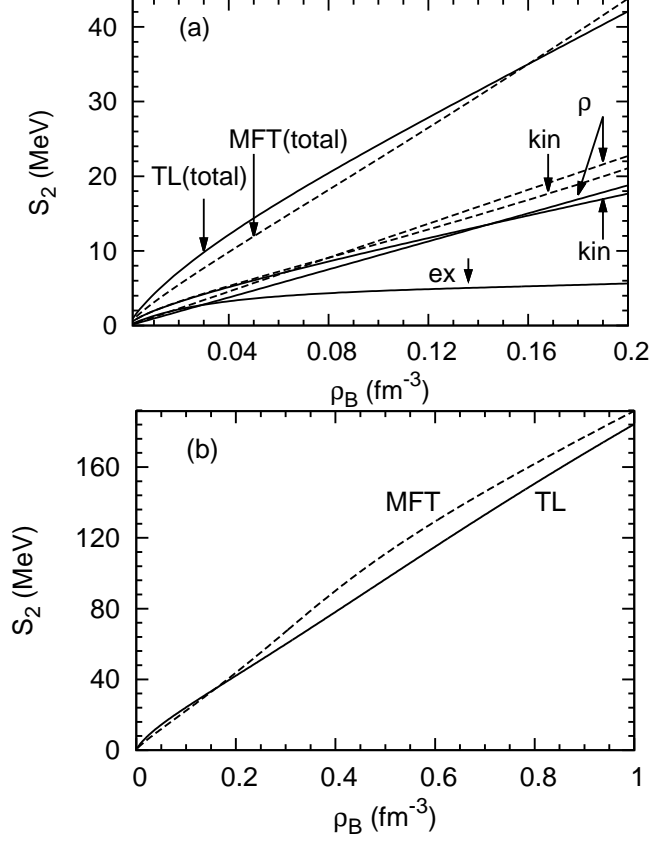 (a)
40
30
20
10
0
S2 (MeV)
MFT(total)
TL(total)
kin
ρ
kin
ex
0.04 0.08 0.12 0.16 0.2
ρB (fm-3)
(b)
160
120
80
40
0
S2 (MeV)
MFT TL
0 0.2 0.4 0.6 0.8 1
ρB (fm-3)